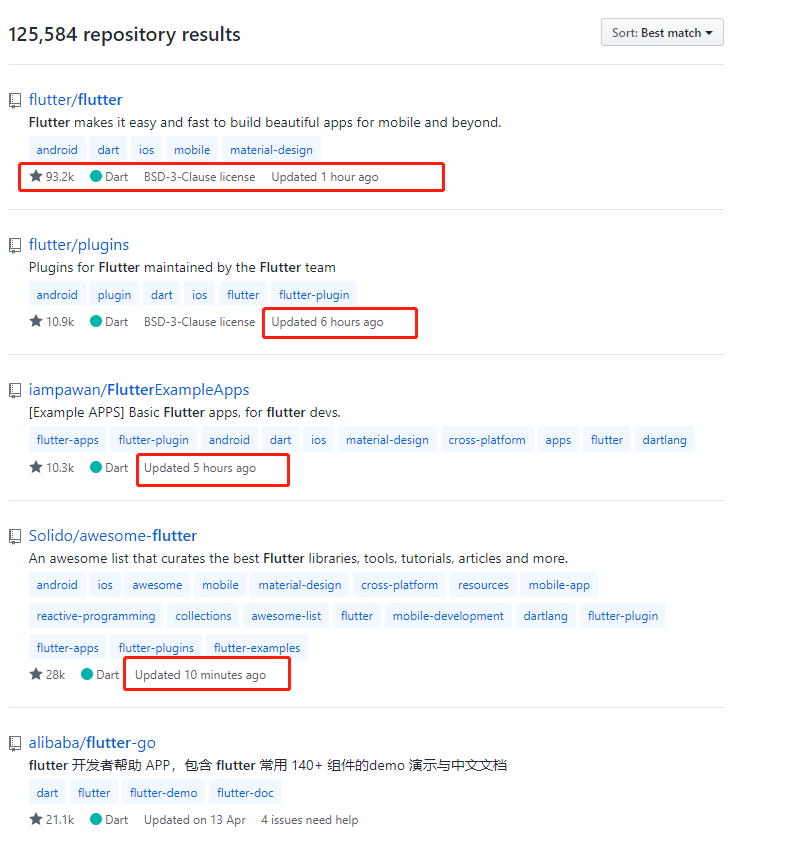 125,584 repository results
Sort: Best match
flutter/flutter
Flutter makes it easy and fast to build beautiful apps for mobile and beyond.
android dart ios mobile material-design
93.2k Dart BSD-3-Clause license Updated 1 hour ago
flutter/plugins
Plugins for Flutter maintained by the Flutter team
android plugin dart ios flutter flutter-plugin
10.9k Dart BSD-3-Clause license Updated 6 hours ago
iampawan/FlutterExampleApps
[Example APPS] Basic Flutter apps, for flutter devs.
flutter-apps flutter-plugin android dart ios material-design cross-platform apps flutter dartlang
10.3k Dart Updated 5 hours ago
Solido/awesome-flutter
An awesome list that curates the best Flutter libraries, tools, tutorials, articles and more.
android ios awesome mobile material-design cross-platform resources mobile-app
reactive-programming collections awesome-list flutter mobile-development dartlang flutter-plugin
flutter-apps flutter-plugins flutter-examples
28k Dart Updated 10 minutes ago
alibaba/flutter-go
flutter 开发者帮助 APP，包含 flutter 常用 140+ 组件的demo 演示与中文文档
dart flutter flutter-demo flutter-doc
21.1k Dart Updated on 13 Apr 4 issues need help